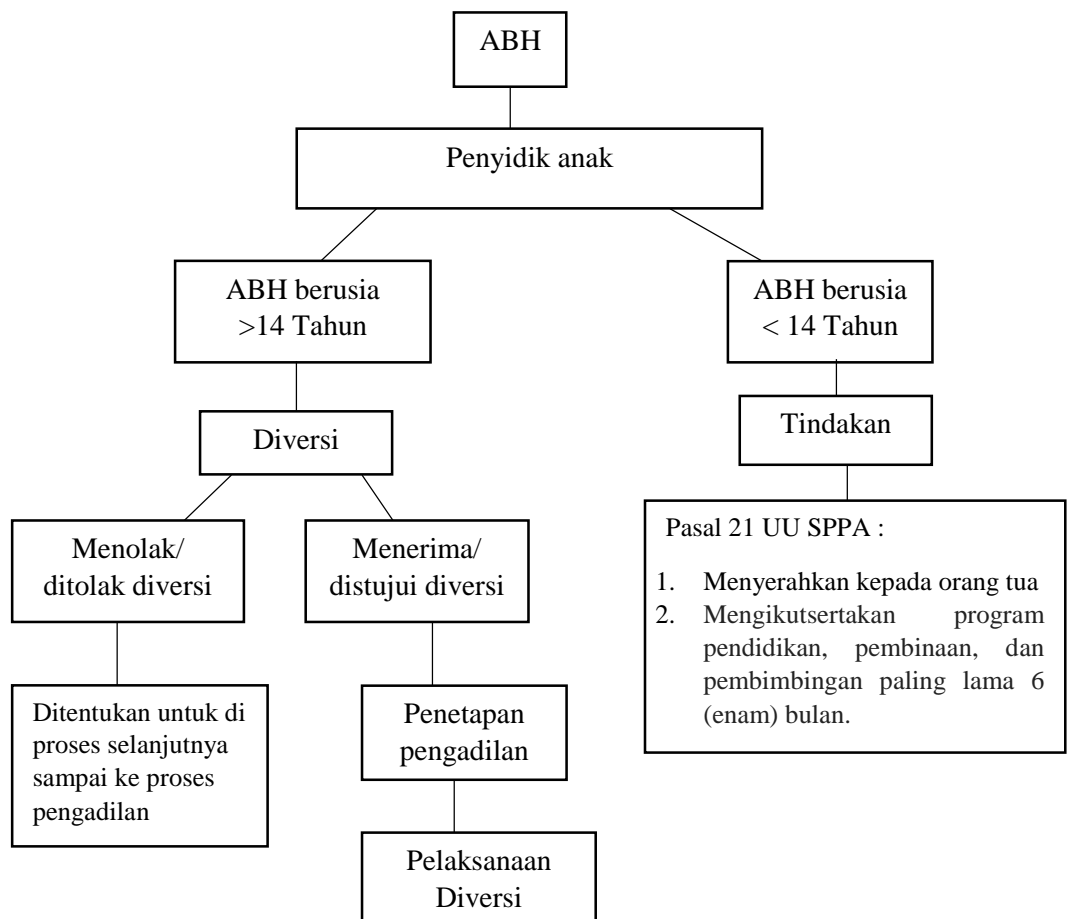 ABH
Penyidik anak
ABH berusia
>14 Tahun
ABH berusia
< 14 Tahun
Diversi
Tindakan
Menolak/
ditolak diversi
Menerima/
distujui diversi
Pasal 21 UU SPPA :
1. Menyerahkan kepada orang tua
2. Mengikutsertakan program
pendidikan, pembinaan, dan
pembimbingan paling lama 6
(enam) bulan.
Ditentukan untuk di
proses selanjutnya
sampai ke proses
pengadilan
Penetapan
pengadilan
Pelaksanaan
Diversi